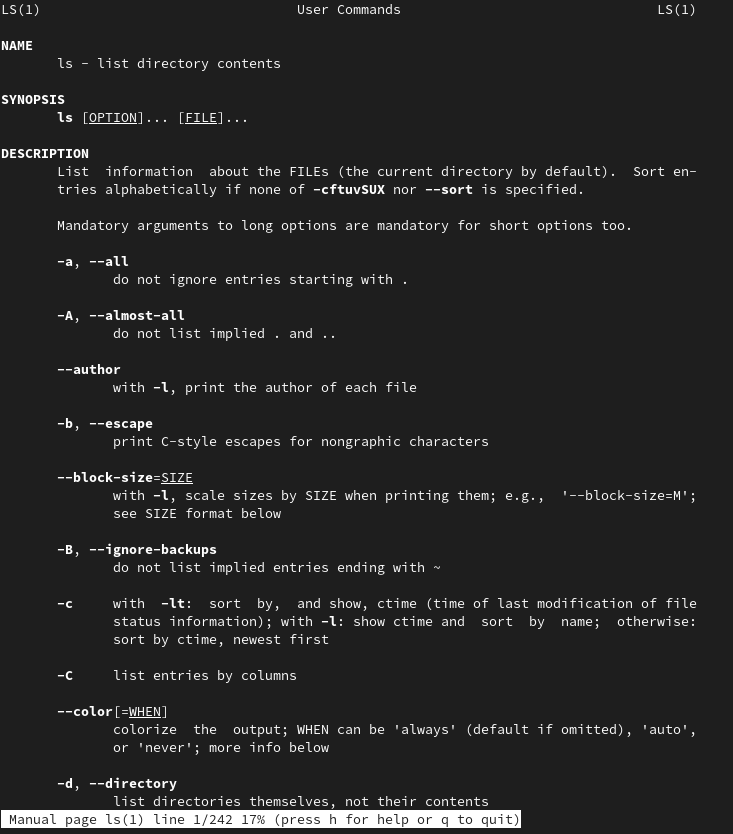 LS(1) User Commands LS(1)
NAME
ls - list directory contents
SYNOPSIS
ls [OPTION]... [FILE]...
DESCRIPTION
List information about the FILEs (the current directory by default). Sort en-
tries alphabetically if none of -cftuvSUX nor --sort is specified.
Mandatory arguments to long options are mandatory for short options too.
-a, --all
do not ignore entries starting with .
-A, --almost-all
do not list implied . and ..
--author
with -l, print the author of each file
-b, --escape
print C-style escapes for nongraphic characters
--block-size=SIZE
with -l, scale sizes by SIZE when printing them; e.g., '--block-size=M';
see SIZE format below
-B, --ignore-backups
do not list implied entries ending with ~
-c with -lt: sort by, and show, ctime (time of last modification of file
status information); with -l: show ctime and sort by name; otherwise:
sort by ctime, newest first
-C list entries by columns
--color[=WHEN]
colorize the output; WHEN can be 'always' (default if omitted), 'auto',
or 'never'; more info below
-d, --directory
list directories themselves, not their contents
Manual page ls(1) line 1/242 17% (press h for help or q to quit)